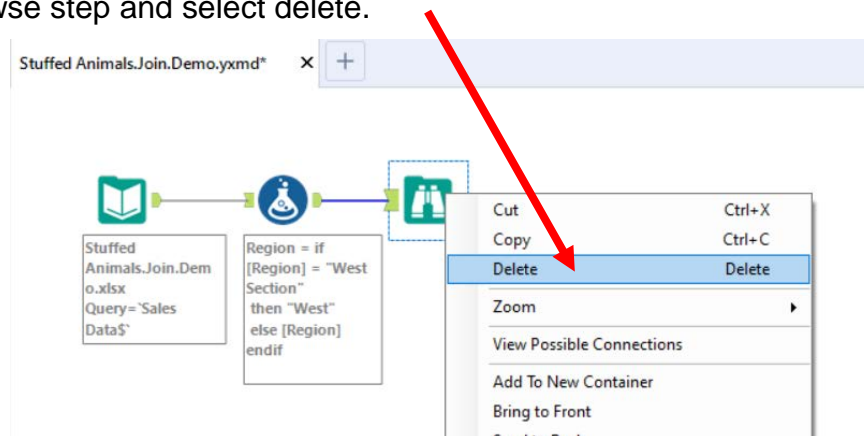 wse step and select delete.
Stuffed Animals.Join.Demo.yxmd* X +
Stuffed
Animals.Join.Dem
o.xlsx
Query=`Sales
Data$`
Region = if
[Region] = "West
Section"
then "West"
else [Region]
endif
Cut Ctrl+X
Copy Ctrl+C
Delete Delete
Zoom
View Possible Connections
Add To New Container
Bring to Front